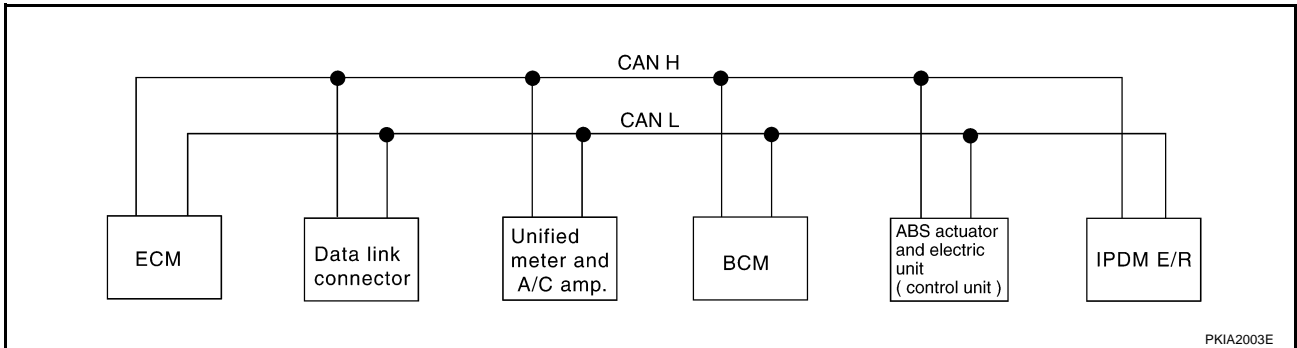 CAN H
CAN L
ECM
Data link
connector
Unified
meter and
A/C amp.
BCM
ABS actuator
and electric
unit
( control unit )
IPDM E/R
PKIA2003E